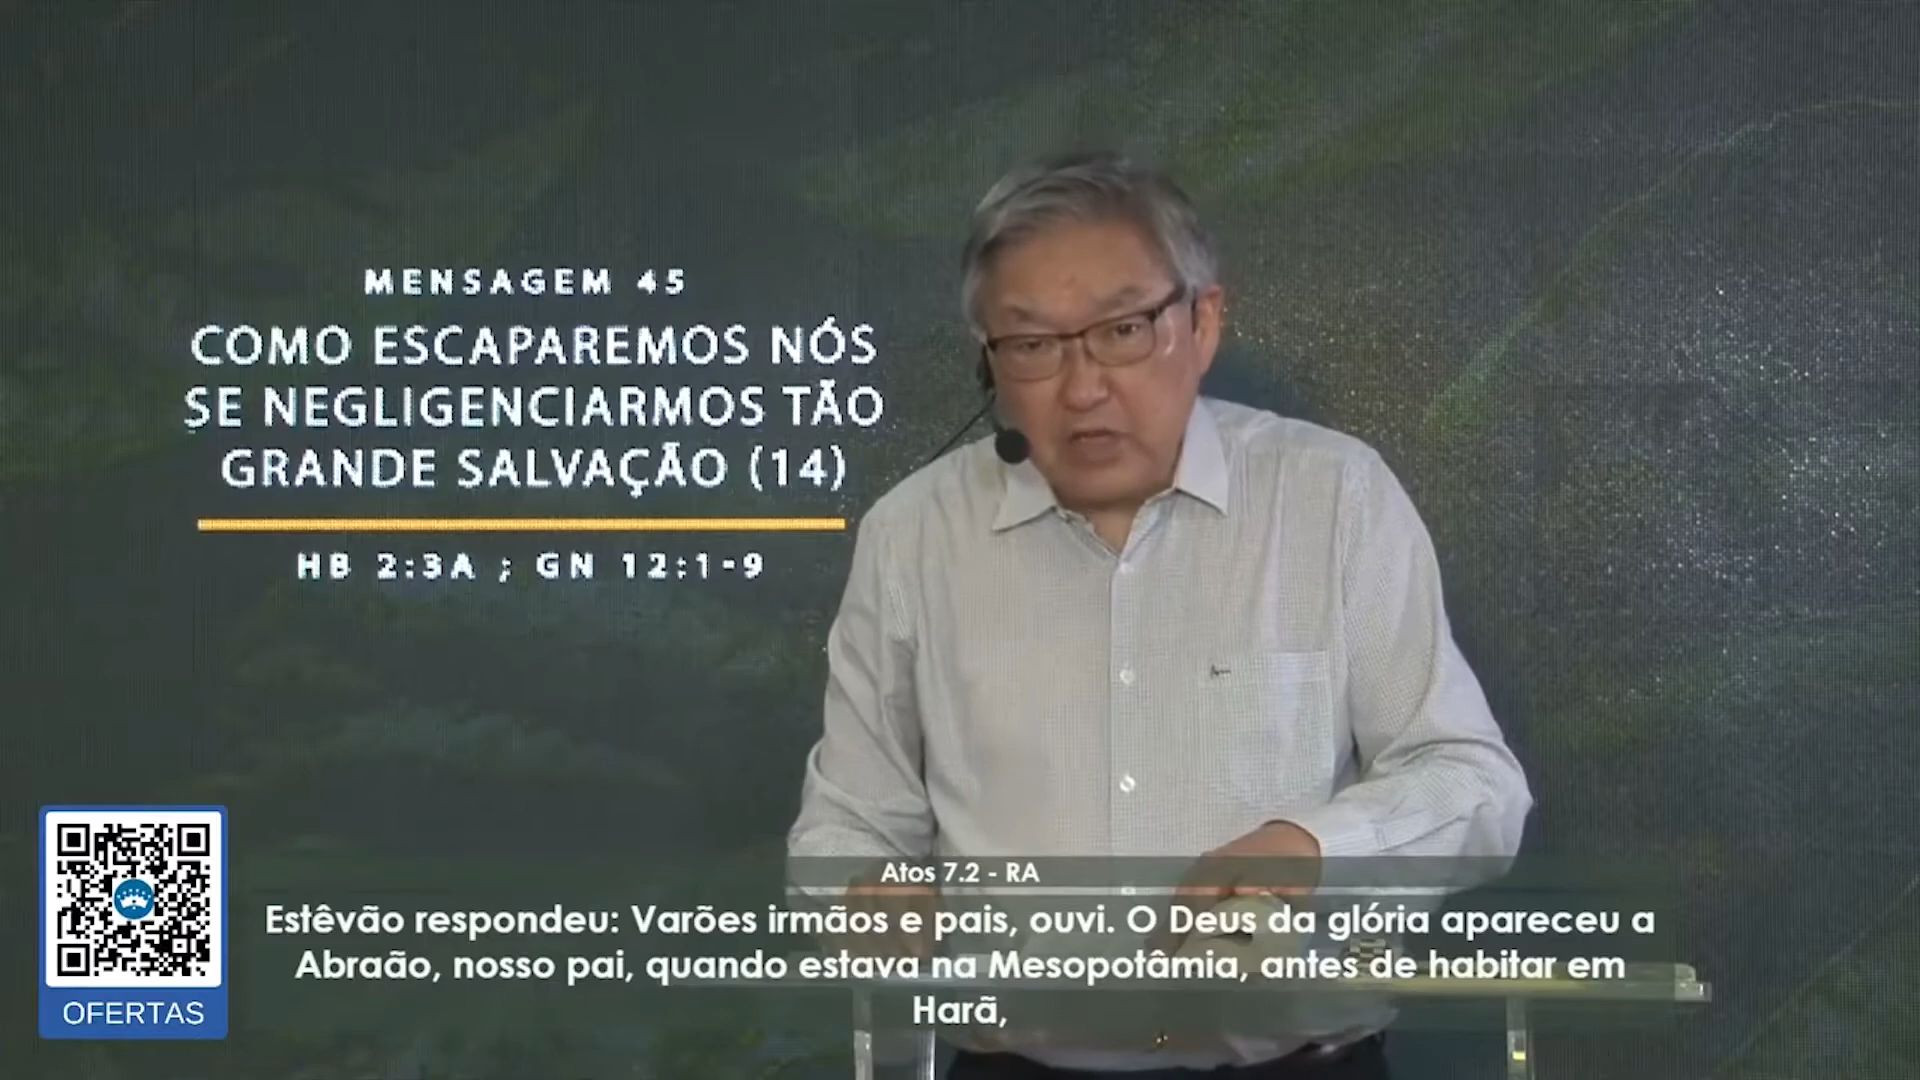 MENSAGEM 45
COMO ESCAPAREMOS NÓS
SE NEGLIGENCIARMOS TÃO
GRANDE SALVAÇÃO (14)
HB 2:3A ; GN 12:1-9
Atos 7.2 - RA
Estêvão respondeu: Varões irmãos e pais, ouvi. O Deus da glória apareceu a
Abraão, nosso pai, quando estava na Mesopotâmia, antes de habitar em
Harã,
OFERTAS